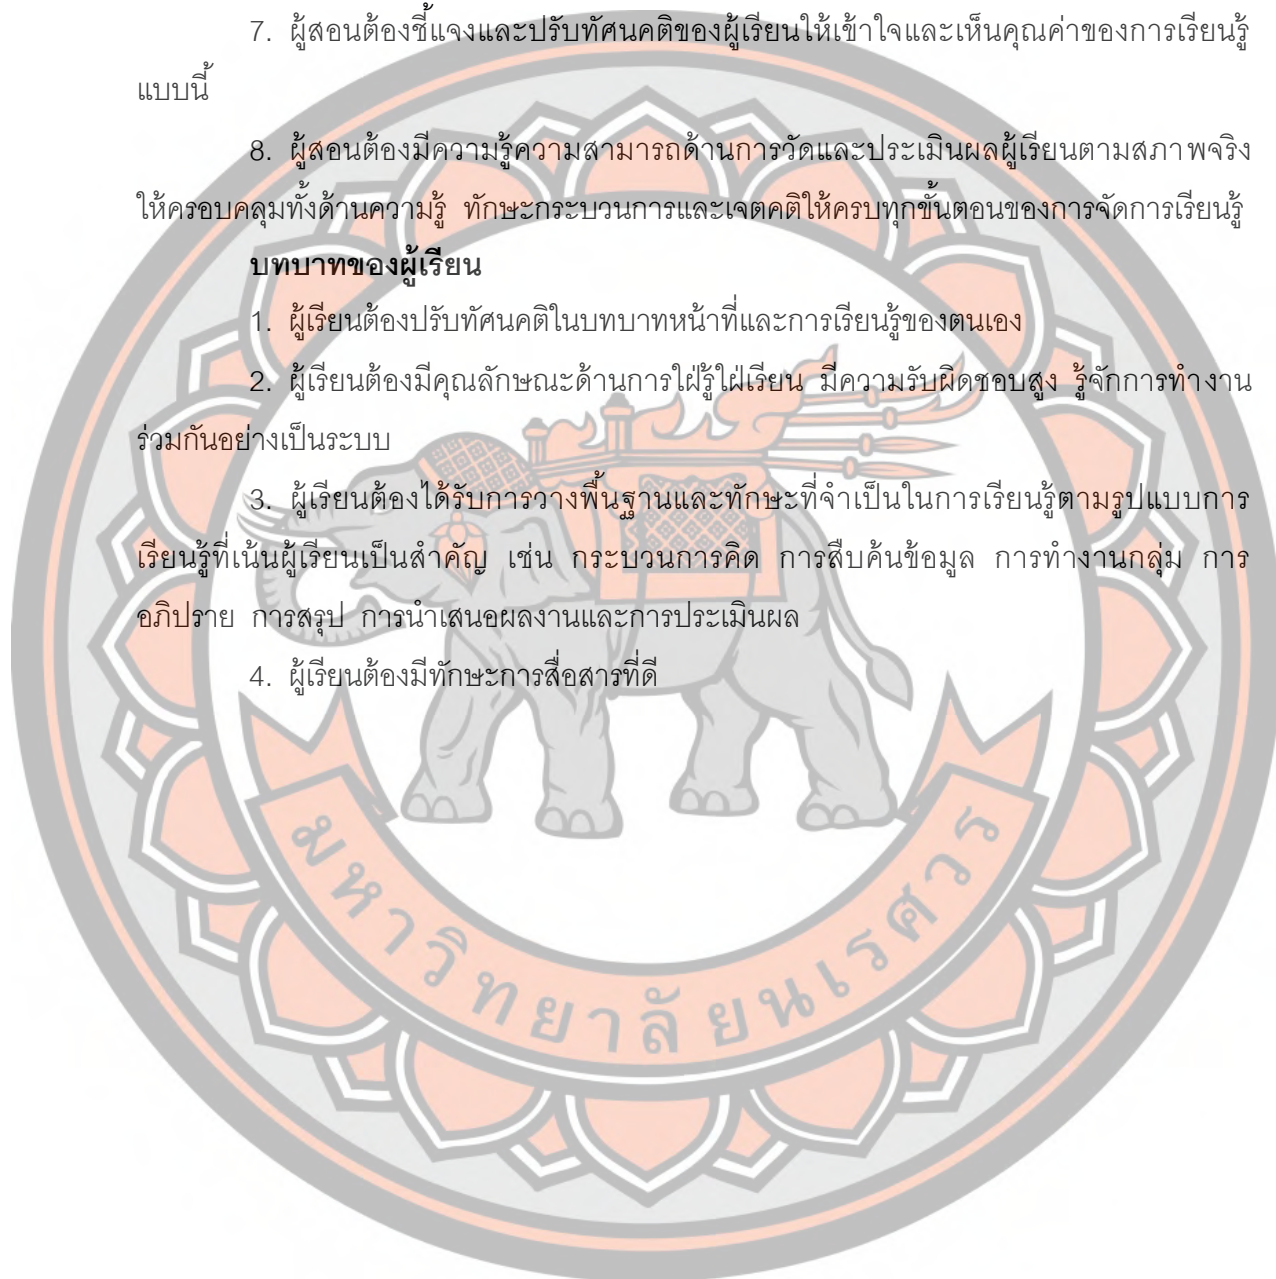 7. ผู้สอนต้องชี้แจงและปรับทัศนคติของผู้เรียนให้เข้าใจและเห็นคุณค่าของการเรียนรู้
แบบนี้
8. ผู้สอนต้องมีความรู้ความสามารถด้านการวัดและประเมินผลผู้เรียนตามสภาพจริง
ให้ครอบคลุมทั้งด้านความรู้ ทักษะกระบวนการและเจตคติให้ครบทุกขั้นตอนของการจัดการเรียนรู้
บทบาทของผู้เรียน
1. ผู้เรียนต้องปรับทัศนคติในบทบาทหน้าที่และการเรียนรู้ของตนเอง
2. ผู้เรียนต้องมีคุณลักษณะด้านการใฝ่รู้ใฝ่เรียน มีความรับผิดชอบสูง รู้จักการทำงาน
ร่วมกันอย่างเป็นระบบ
3. ผู้เรียนต้องได้รับการวางพื้นฐานและทักษะที่จำเป็นในการเรียนรู้ตามรูปแบบการ
เรียนรู้ที่เน้นผู้เรียนเป็นสำคัญ เช่น กระบวนการคิด การสืบค้นข้อมูล การทำงานกลุ่ม การ
อภิปราย การสรุป การนำเสนอผลงานและการประเมินผล
4. ผู้เรียนต้องมีทักษะการสื่อสารที่ดี
มหาวิทยาลัยนเรศวร